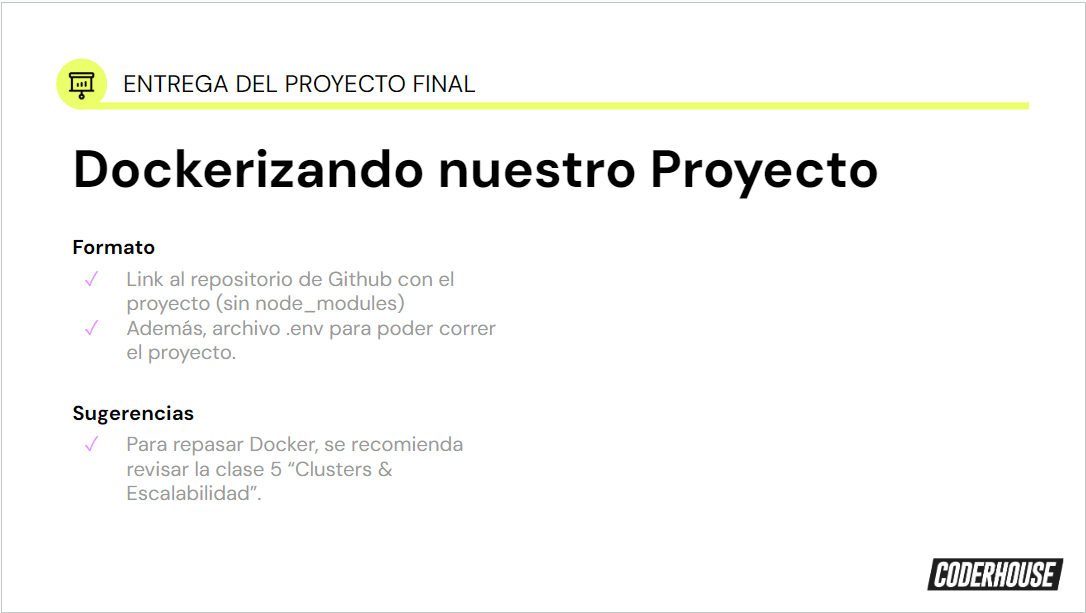 ENTREGA DEL PROYECTO FINAL
Dockerizando nuestro Proyecto
Formato
✓ Link al repositorio de Github con el
proyecto (sin node_modules)
✓ Además, archivo .env para poder correr
el proyecto.
Sugerencias
✓ Para repasar Docker, se recomienda
revisar la clase 5 “Clusters &
Escalabilidad”.
CODERHOUSE